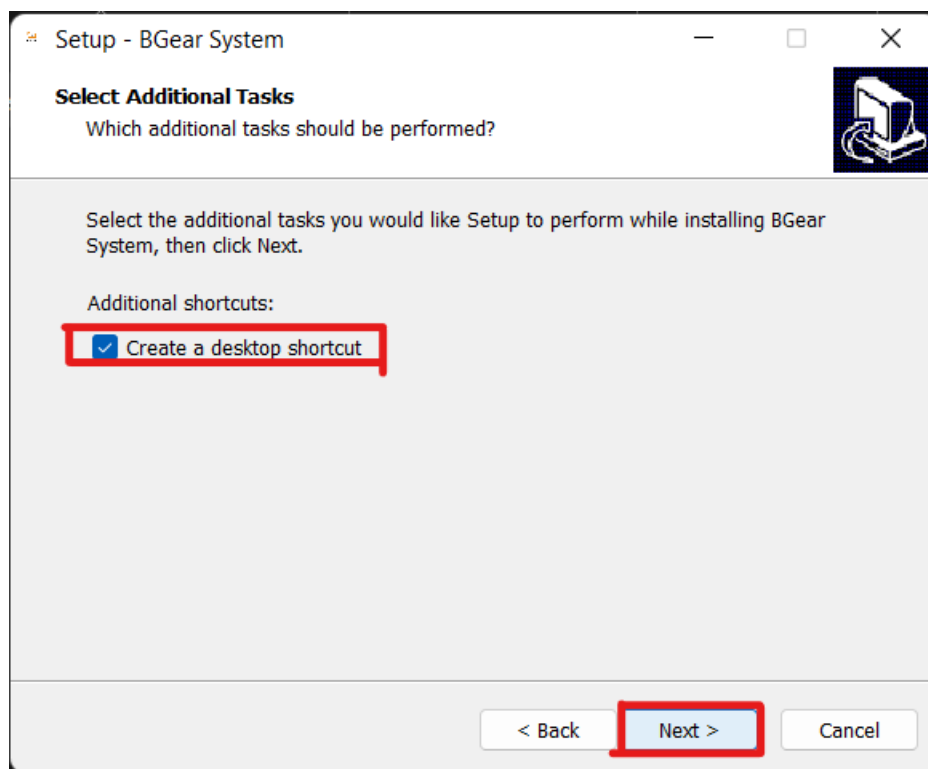 Setup - BGear System
Select Additional Tasks
Which additional tasks should be performed?
Select the additional tasks you would like Setup to perform while installing BGear
System, then click Next.
Additional shortcuts:
Create a desktop shortcut
< Back
Next >
Cancel